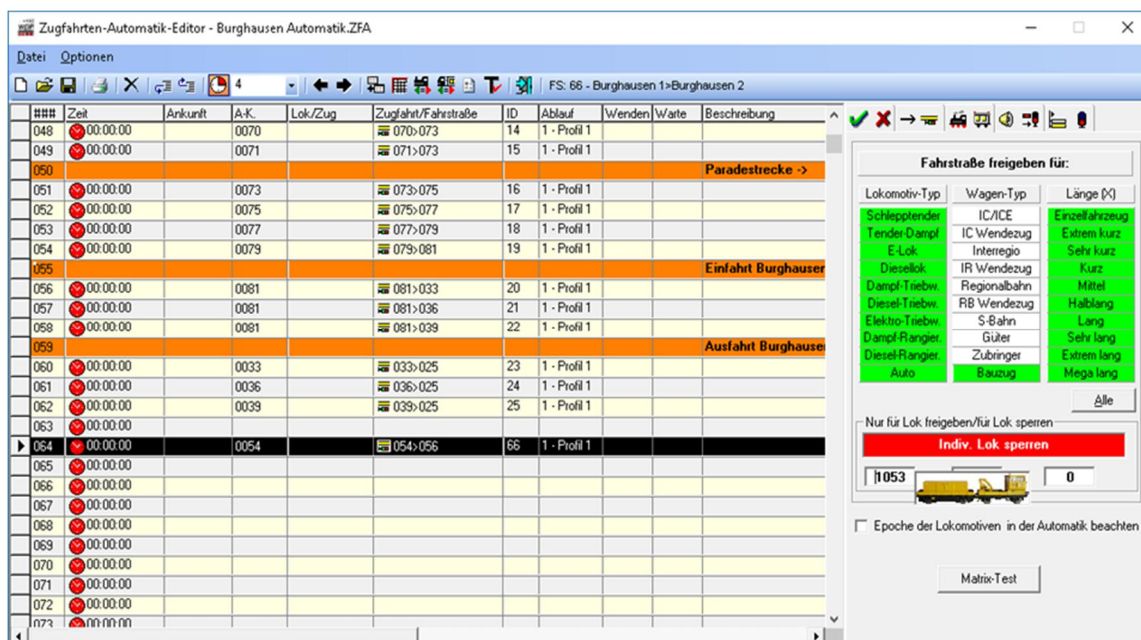 Zugfahrten-Automatik-Editor - Burghausen Automatik.ZFA
Datei Optionen
4 FS: 66 - Burghausen 1>Burghausen 2
### Zeit Ankunft A.-K. Lok/Zug Zugfahrt/Fahrstraße ID Ablauf Wenden Warte Beschreibung
048 00:00:00 0070 070>073 14 1 - Profil 1
049 00:00:00 0071 071>073 15 1 - Profil 1
050 Paradestrecke ->
051 00:00:00 0073 073>075 16 1 - Profil 1
052 00:00:00 0075 075>077 17 1 - Profil 1
053 00:00:00 0077 077>079 18 1 - Profil 1
054 00:00:00 0079 079>081 19 1 - Profil 1
055 Einfahrt Burghausen
056 00:00:00 0081 081>033 20 1 - Profil 1
057 00:00:00 0081 081>036 21 1 - Profil 1
058 00:00:00 0081 081>039 22 1 - Profil 1
059 Ausfahrt Burghausen
060 00:00:00 0033 033>025 23 1 - Profil 1
061 00:00:00 0036 036>025 24 1 - Profil 1
062 00:00:00 0039 039>025 25 1 - Profil 1
063 00:00:00
064 00:00:00 0054 054>056 66 1 - Profil 1
065 00:00:00
066 00:00:00
067 00:00:00
068 00:00:00
069 00:00:00
070 00:00:00
071 00:00:00
072 00:00:00
073 00:00:00
Fahrstraße freigeben für:
Lokomotiv-Typ Wagen-Typ Länge (X)
Schlepptender IC/ICE Einzelfahrzeug
Tender-Dampf IC Wendezug Extrem kurz
E-Lok Interregio Sehr kurz
Diesellok IR Wendezug Kurz
Dampf-Triebw. Regionalbahn Mittel
Diesel-Triebw. RB Wendezug Halblang
Elektro-Triebw. S-Bahn Lang
Dampf-Rangier. Güter Sehr lang
Diesel-Rangier. Zubringer Extrem lang
Auto Bauzug Mega lang
Alle
Nur für Lok freigeben/für Lok sperren
Indiv. Lok sperren
1053 0
Epoche der Lokomotiven in der Automatik beachten
Matrix-Test